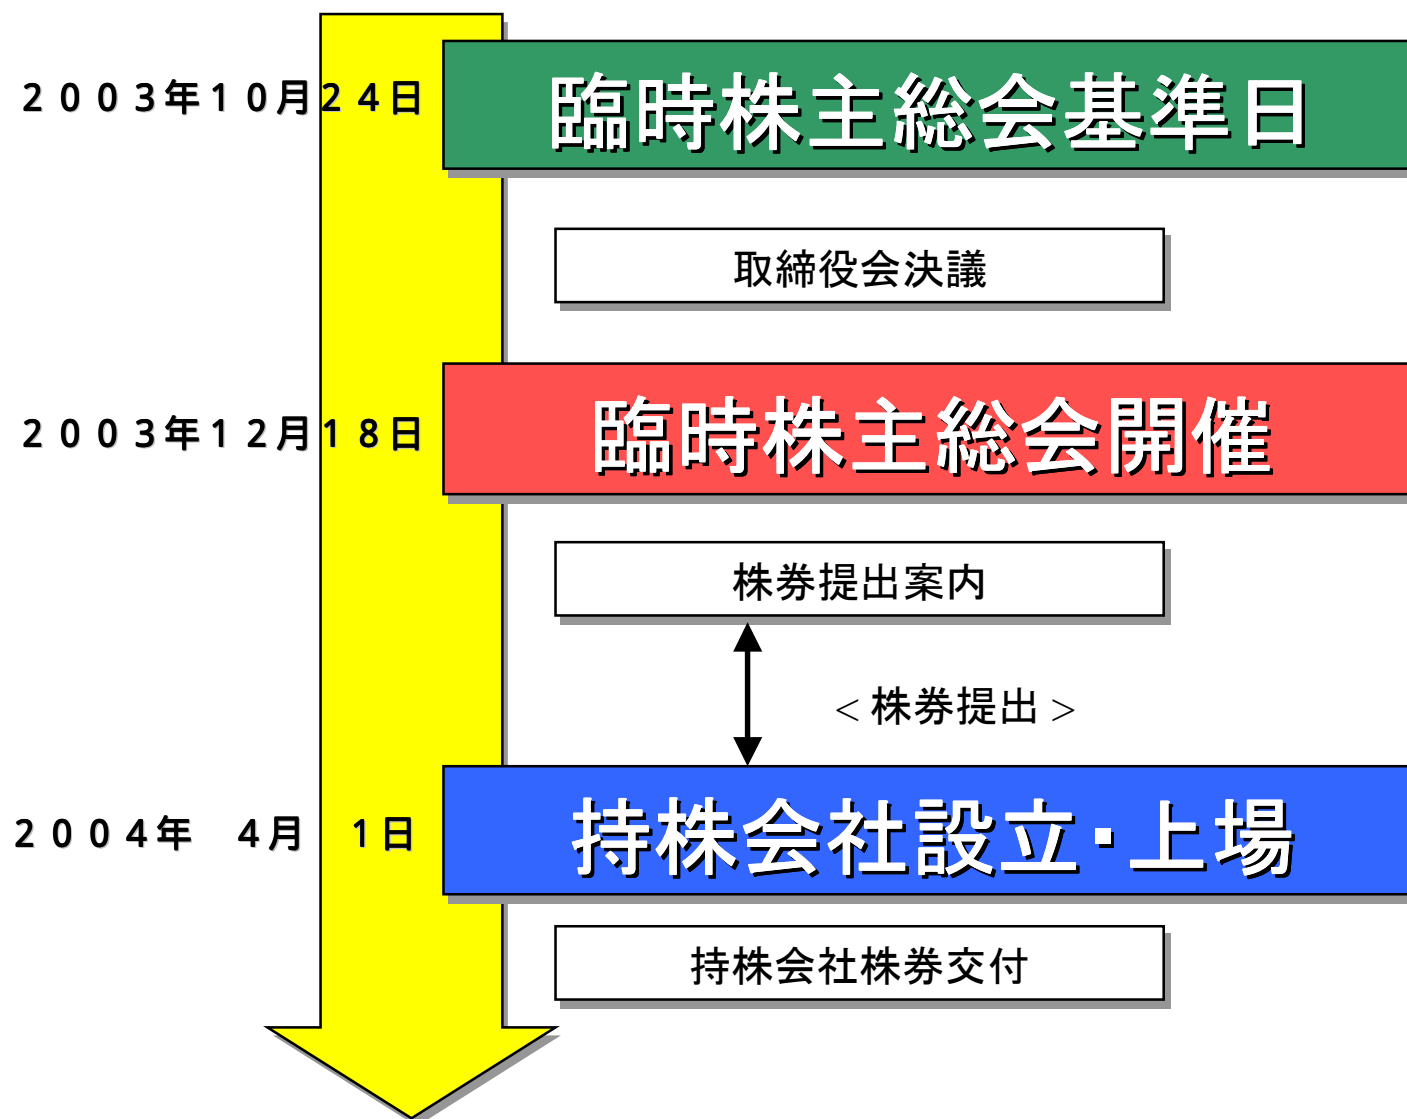 ２００３年１０月２４日
臨時株主総会基準日
取締役会決議
２００３年１２月１８日
臨時株主総会開催
株券提出案内
＜株券提出＞
２００４年　４月　１日
持株会社設立・上場
持株会社株券交付